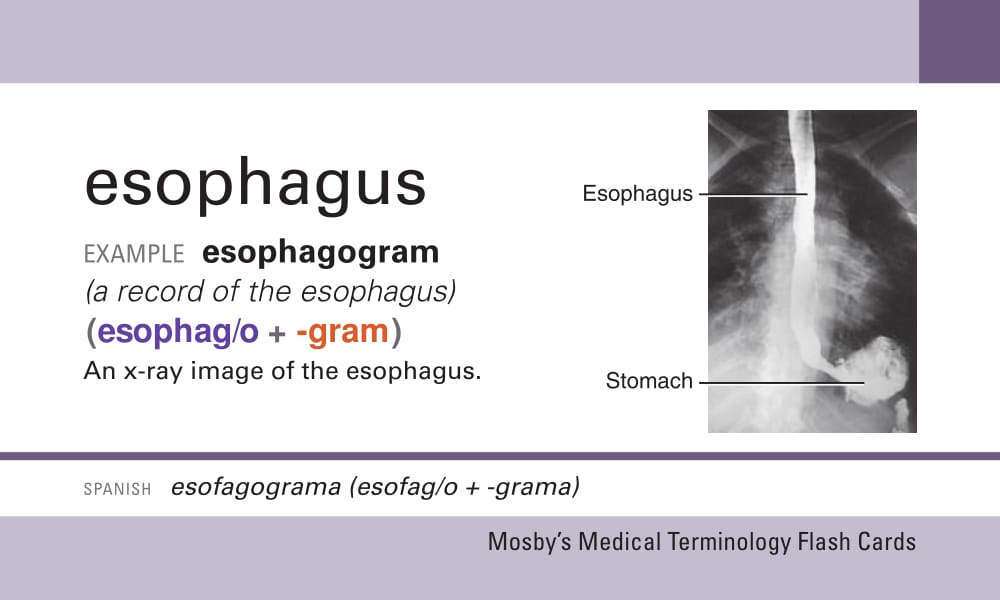 esophagus
EXAMPLE esophagogram
(a record of the esophagus)
(esophag/o + -gram)
An x-ray image of the esophagus.
Esophagus
Stomach
SPANISH esofagograma (esofag/o + -grama)
Mosby's Medical Terminology Flash Cards